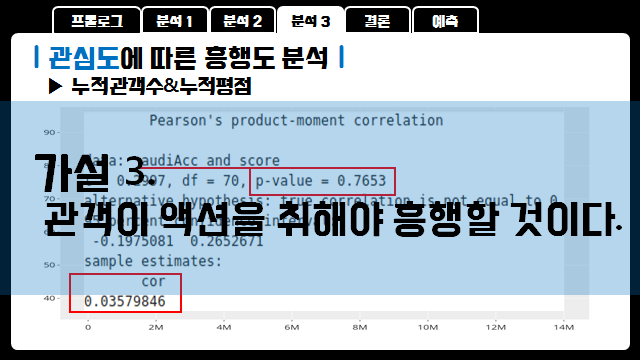 프롤로그 분석 1 분석 2 분석 3 결론 예측
| 관심도에 따른 흥행도 분석 |
▶ 누적관객수&누적평점
Pearson's product-moment correlation
90
data: audiAcc and score
가설 3.
0.2997, df = 70, p-value = 0.7653
alternative hypothesis: true correlation is not equal to 0
관객이 액션을 취해야 흥행할 것이다.
percent confidence interval
-0.1975081 0.2652671
sample estimates:
50
cor
0.03579846
40
0 2M 4M 6M 8M 10M 12M 14M